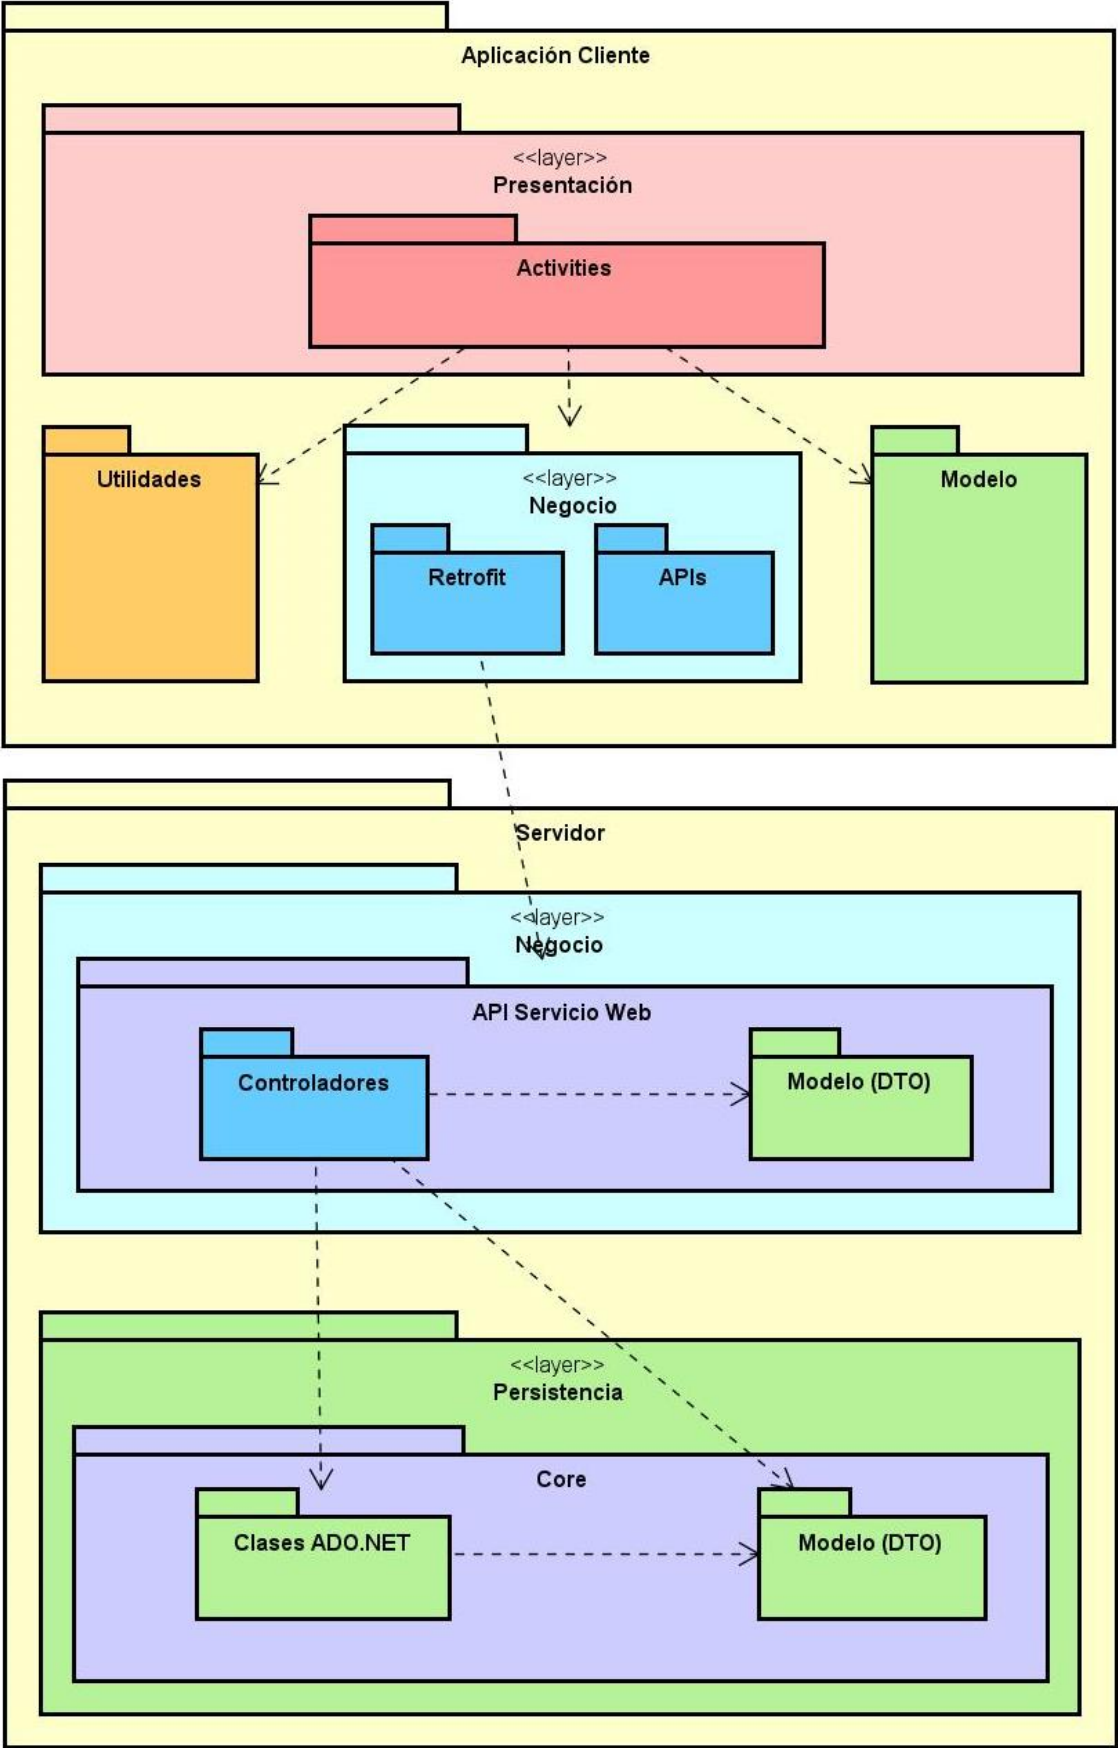 Aplicación Cliente
<<layer>>
Presentación
Activities
Utilidades
<<layer>>
Negocio
Modelo
Retrofit
APIs
Servidor
<<layer>>
Negocio
API Servicio Web
Controladores
Modelo (DTO)
<<layer>>
Persistencia
Core
Clases ADO.NET
Modelo (DTO)